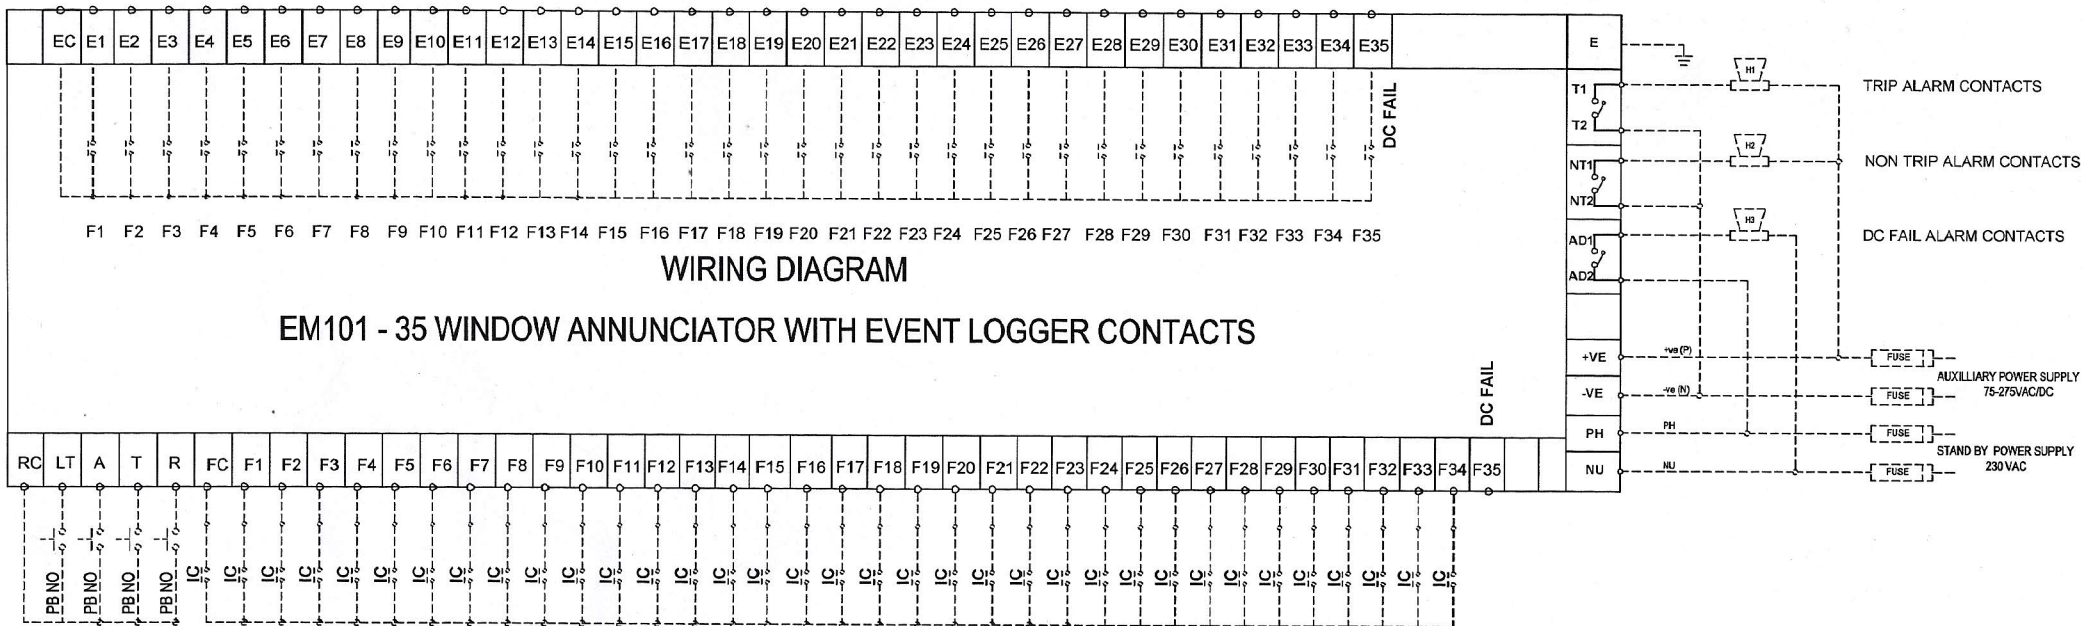 EC E1 E2 E3 E4 E5 E6 E7 E8 E9 E10 E11 E12 E13 E14 E15 E16 E17 E18 E19 E20 E21 E22 E23 E24 E25 E26 E27 E28 E29 E30 E31 E32 E33 E34 E35 E
H1
T1 TRIP ALARM CONTACTS
T2
DC FAIL
H2
NT1 NON TRIP ALARM CONTACTS
NT2
F1 F2 F3 F4 F5 F6 F7 F8 F9 F10 F11 F12 F13 F14 F15 F16 F17 F18 F19 F20 F21 F22 F23 F24 F25 F26 F27 F28 F29 F30 F31 F32 F33 F34 F35
H3
AD1 DC FAIL ALARM CONTACTS
AD2
WIRING DIAGRAM
EM101 - 35 WINDOW ANNUNCIATOR WITH EVENT LOGGER CONTACTS
+VE +ve (P) FUSE
AUXILLIARY POWER SUPPLY
75-275VAC/DC
-VE -ve (N) FUSE
DC FAIL
PH PH FUSE
STAND BY POWER SUPPLY
230 VAC
NU NU FUSE
RC LT A T R FC F1 F2 F3 F4 F5 F6 F7 F8 F9 F10 F11 F12 F13 F14 F15 F16 F17 F18 F19 F20 F21 F22 F23 F24 F25 F26 F27 F28 F29 F30 F31 F32 F33 F34 F35
PB NO PB NO PB NO PB NO IC IC IC IC IC IC IC IC IC IC IC IC IC IC IC IC IC IC IC IC IC IC IC IC IC IC IC IC IC IC IC IC IC IC IC